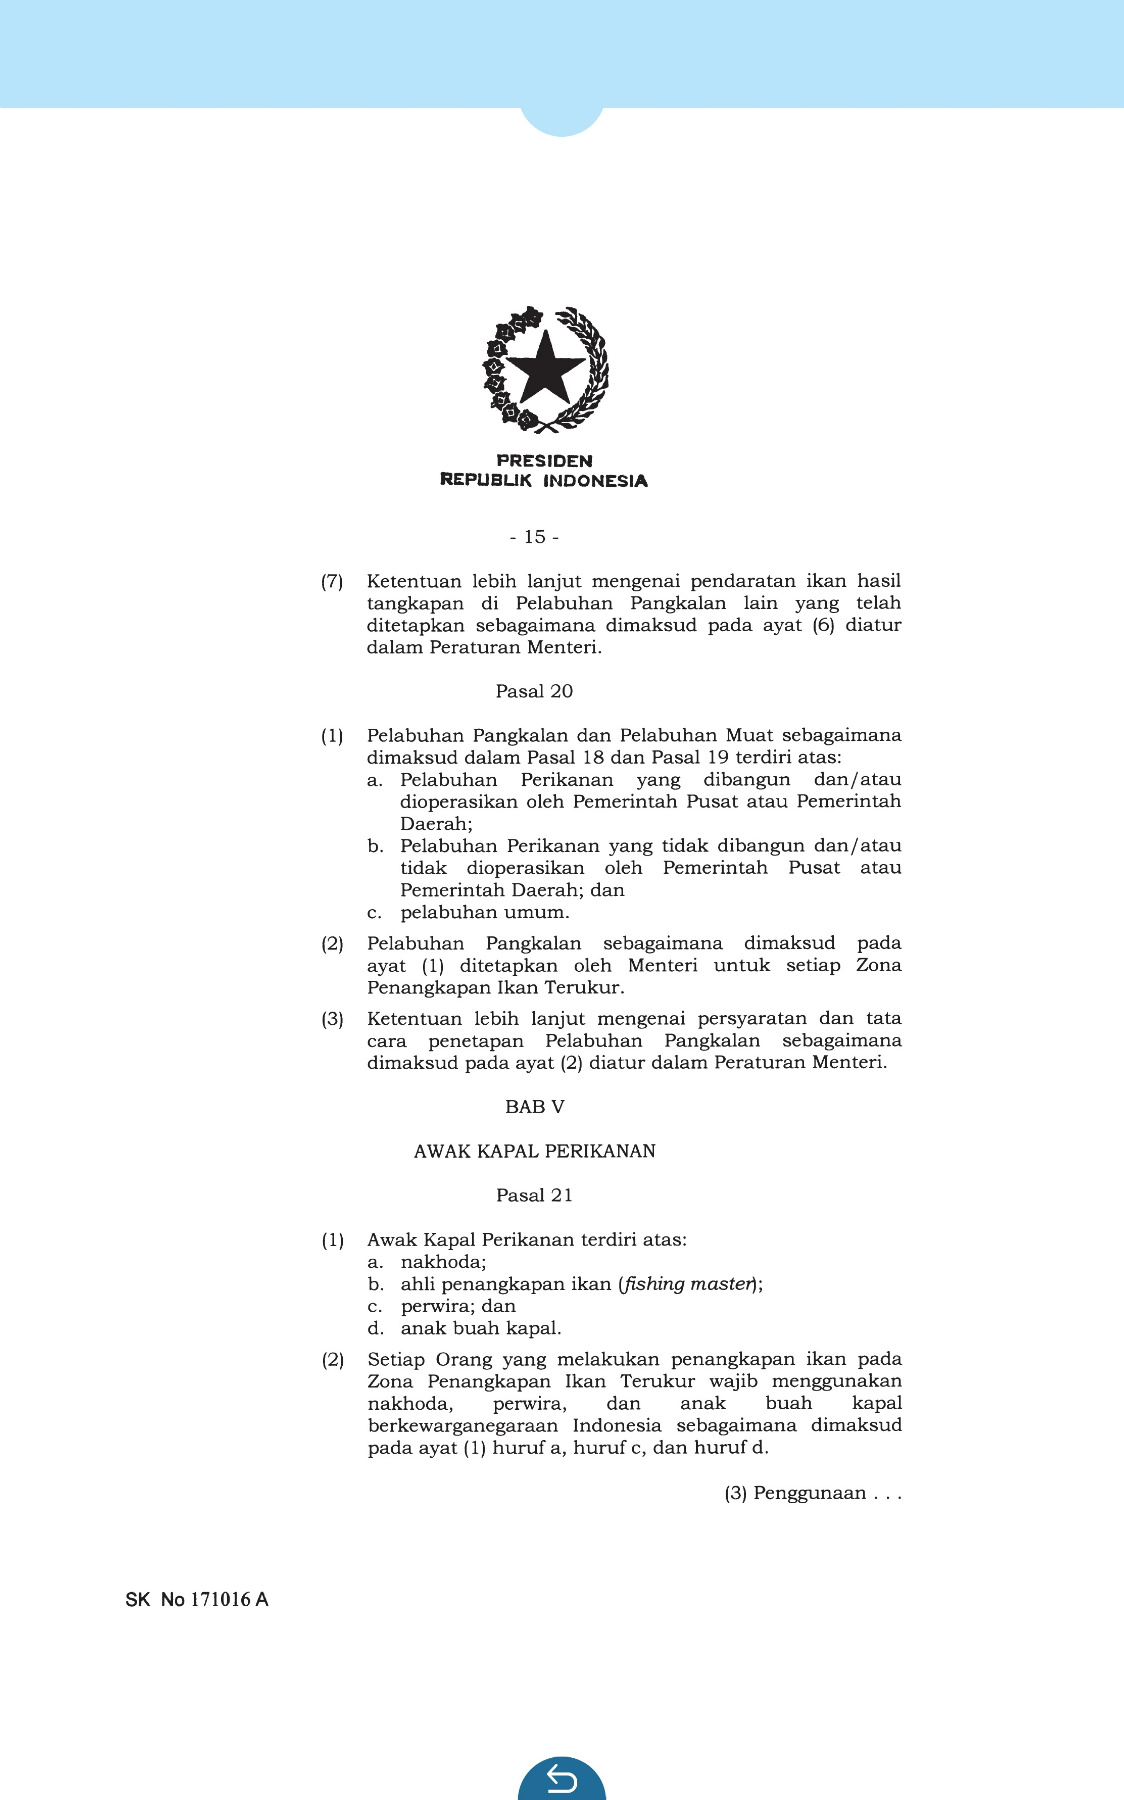 PRESIDEN
REPUBLIK INDONESIA
- 15 -
(7) Ketentuan lebih lanjut mengenai pendaratan ikan hasil
tangkapan di Pelabuhan Pangkalan lain yang telah
ditetapkan sebagaimana dimaksud pada ayat (6) diatur
dalam Peraturan Menteri.
Pasal 20
(1) Pelabuhan Pangkalan dan Pelabuhan Muat sebagaimana
dimaksud dalam Pasal 18 dan Pasal 19 terdiri atas:
a. Pelabuhan Perikanan yang dibangun dan/atau
dioperasikan oleh Pemerintah Pusat atau Pemerintah
Daerah;
b. Pelabuhan Perikanan yang tidak dibangun dan/atau
tidak dioperasikan oleh Pemerintah Pusat atau
Pemerintah Daerah; dan
c. pelabuhan umum.
(2) Pelabuhan Pangkalan sebagaimana dimaksud pada
ayat (1) ditetapkan oleh Menteri untuk setiap Zona
Penangkapan Ikan Terukur.
(3) Ketentuan lebih lanjut mengenai persyaratan dan tata
cara penetapan Pelabuhan Pangkalan sebagaimana
dimaksud pada ayat (2) diatur dalam Peraturan Menteri.
BAB V
AWAK KAPAL PERIKANAN
Pasal 21
(1) Awak Kapal Perikanan terdiri atas:
a. nakhoda;
b. ahli penangkapan ikan (fishing master);
c. perwira; dan
d. anak buah kapal.
(2) Setiap Orang yang melakukan penangkapan ikan pada
Zona Penangkapan Ikan Terukur wajib menggunakan
nakhoda, perwira, dan anak buah kapal
berkewarganegaraan Indonesia sebagaimana dimaksud
pada ayat (1) huruf a, huruf c, dan huruf d.
(3) Penggunaan . . .
SK No 171016 A